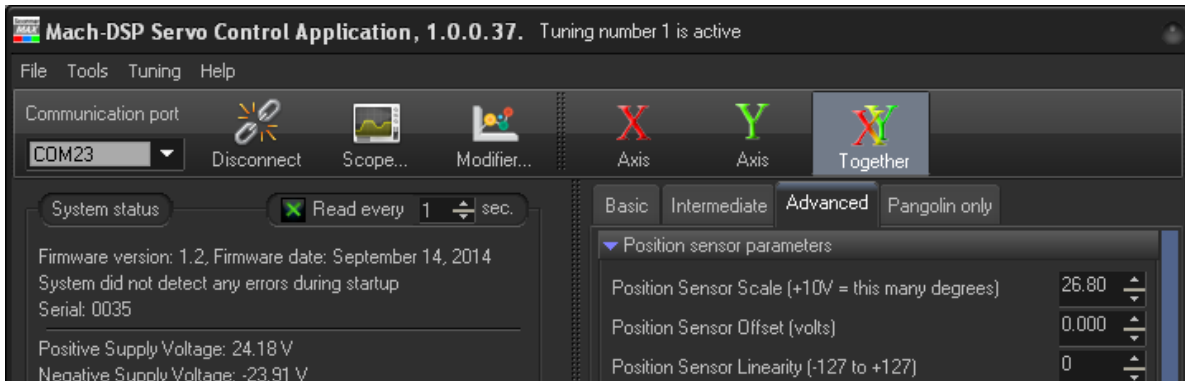 Mach-DSP Servo Control Application, 1.0.0.37. Tuning number 1 is active
File Tools Tuning Help
Communication port
COM23
Disconnect
Scope...
Modifier...
X
Axis
Y
Axis
XY
Together
System status
Read every 1 sec.
Firmware version: 1.2, Firmware date: September 14, 2014
System did not detect any errors during startup
Serial: 0035
Positive Supply Voltage: 24.18 V
Negative Supply Voltage: -23.91 V
Basic Intermediate Advanced Pangolin only
Position sensor parameters
Position Sensor Scale (+10V = this many degrees) 26.80
Position Sensor Offset (volts) 0.000
Position Sensor Linearity (-127 to +127) 0